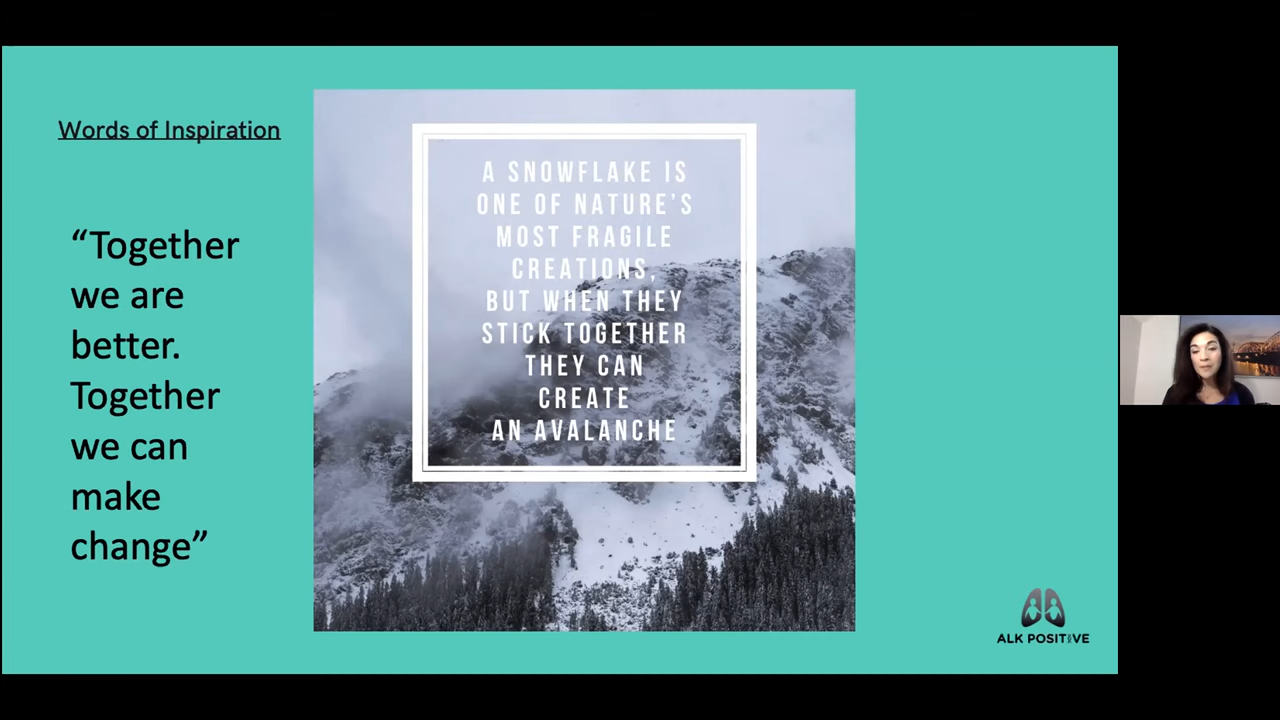 Words of Inspiration
“Together
we are
better.
Together
we can
make
change”
A SNOWFLAKE IS
ONE OF NATURE'S
MOST FRAGILE
CREATIONS,
BUT WHEN THEY
STICK TOGETHER
THEY CAN
CREATE
AN AVALANCHE
ALK POSITIVE